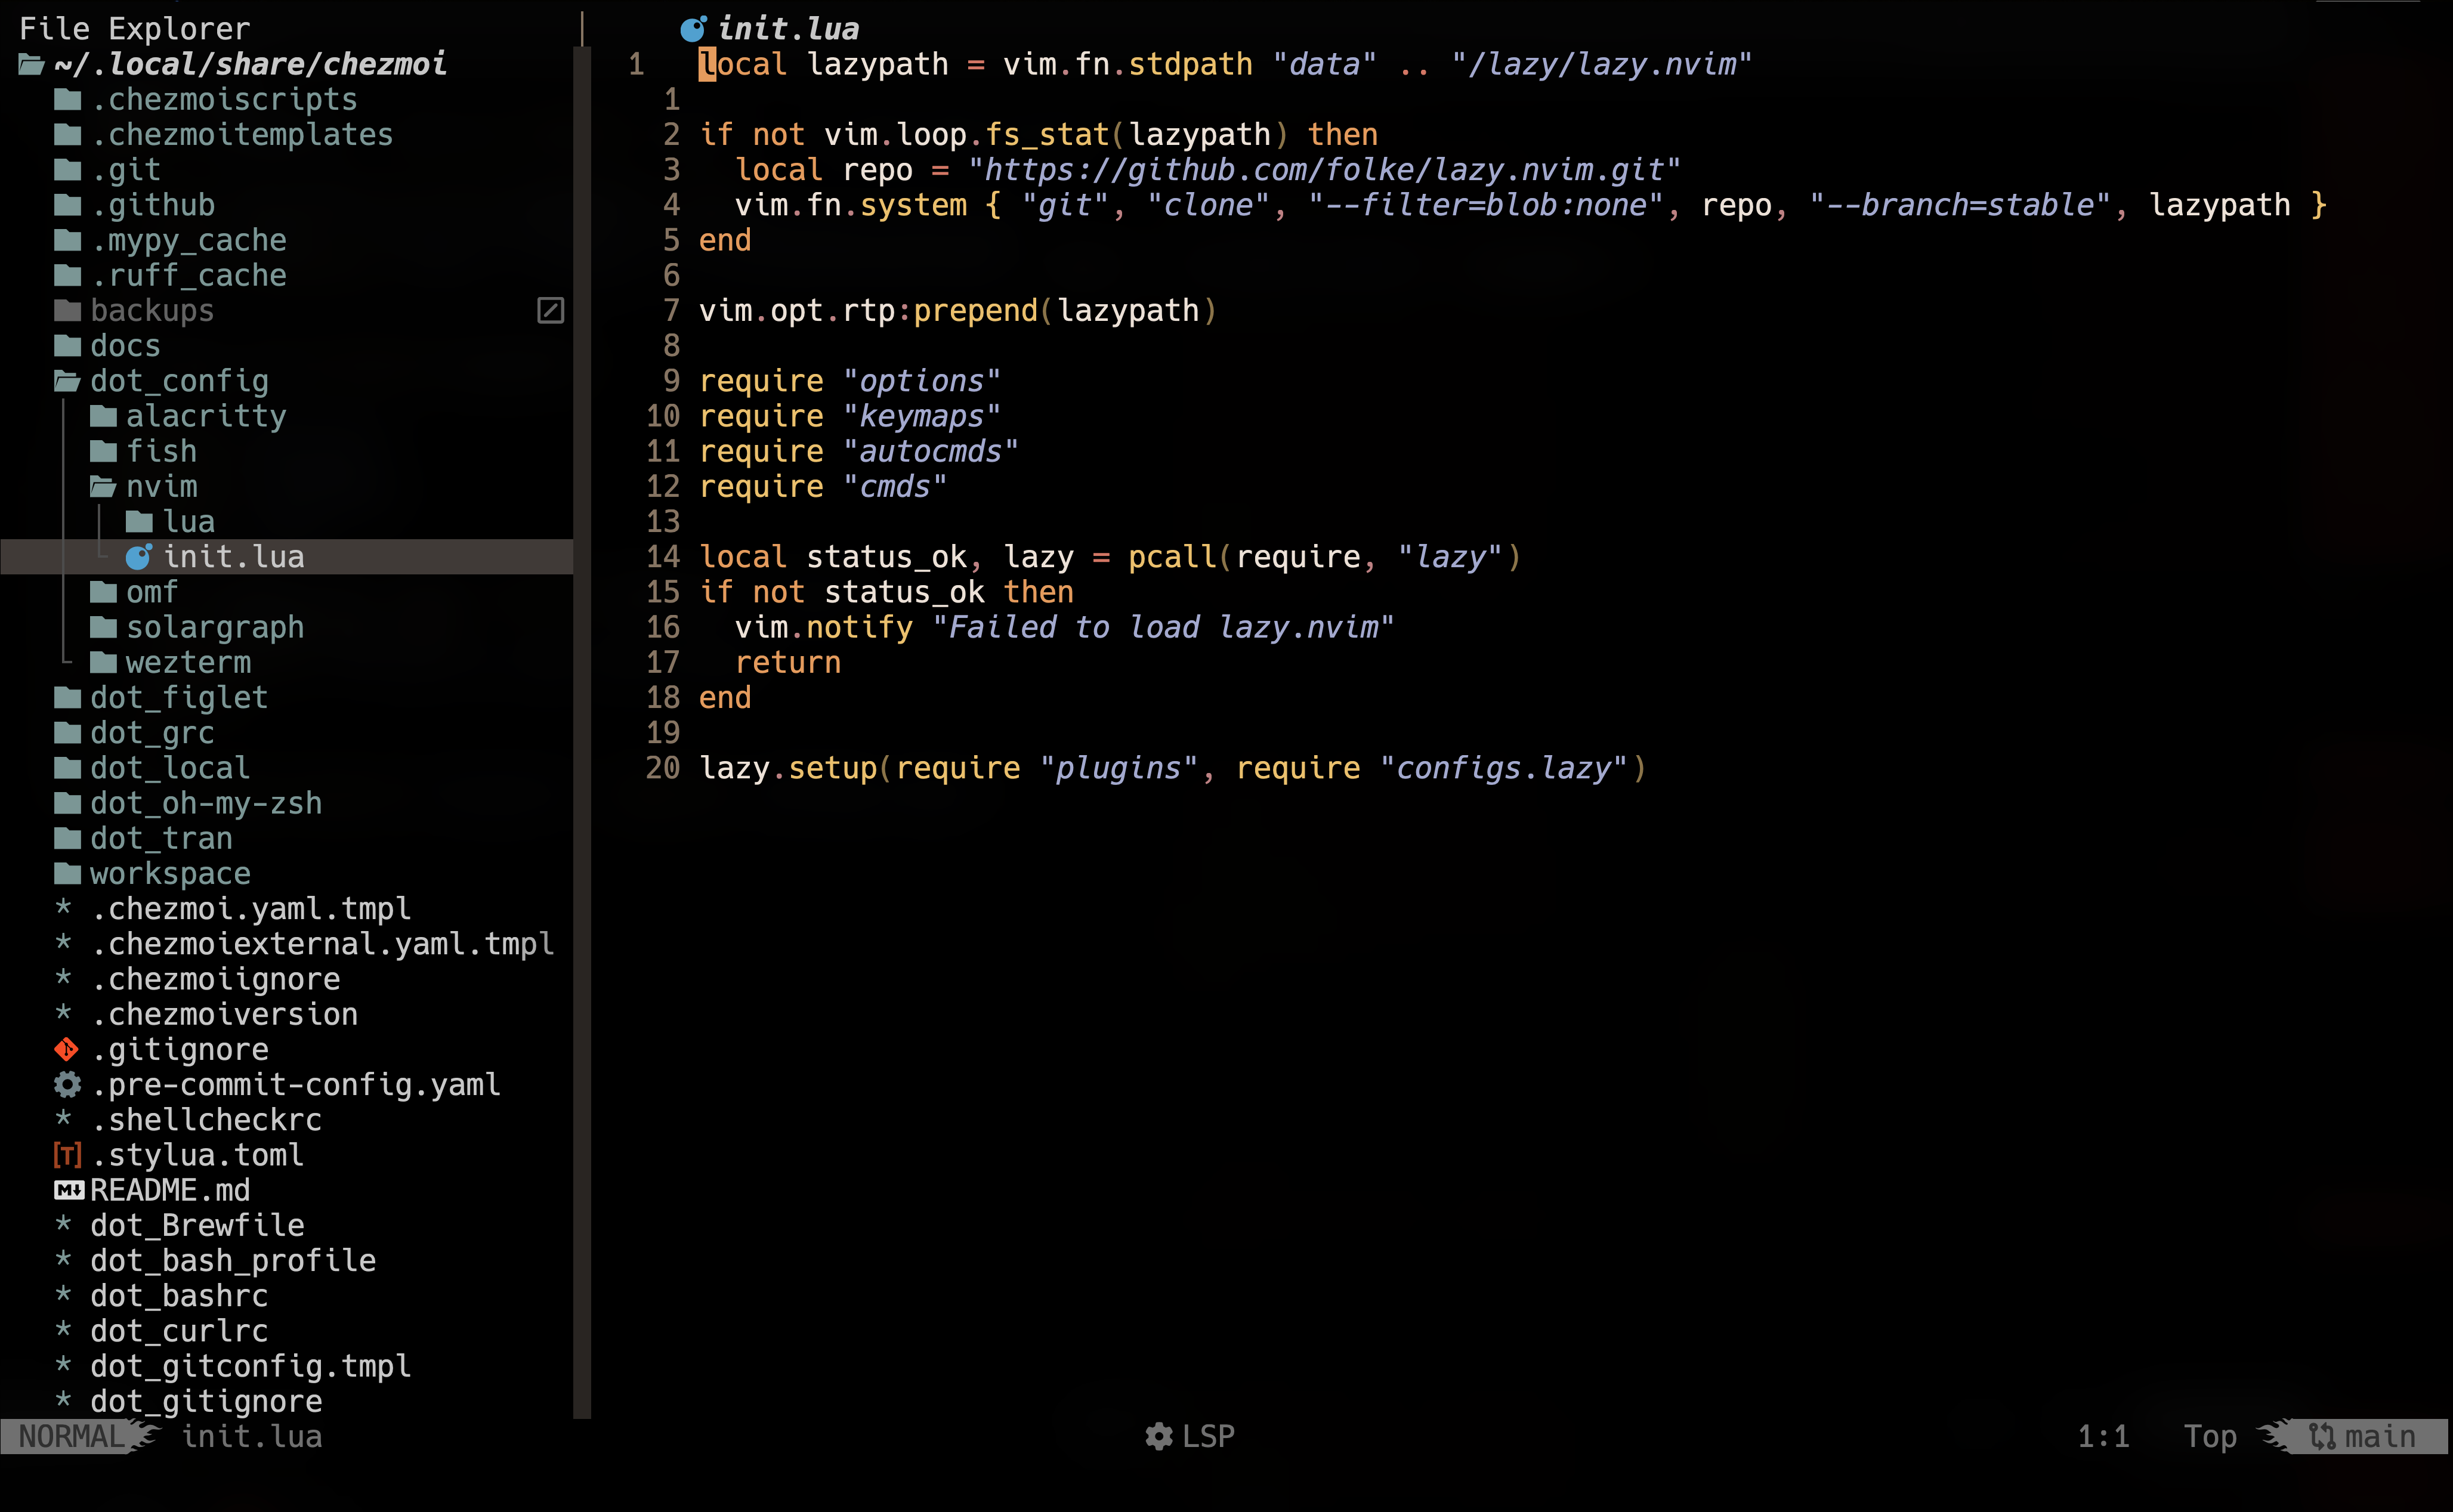 File Explorer
~/.local/share/chezmoi
.chezmoiscripts
.chezmoitemplates
.git
.github
.mypy_cache
.ruff_cache
backups
docs
dot_config
alacritty
fish
nvim
lua
init.lua
omf
solargraph
wezterm
dot_figlet
dot_grc
dot_local
dot_oh-my-zsh
dot_tran
workspace
* .chezmoi.yaml.tmpl
* .chezmoiexternal.yaml.tmpl
* .chezmoiignore
* .chezmoiversion
.gitignore
.pre-commit-config.yaml
* .shellcheckrc
[T] .stylua.toml
M↓ README.md
* dot_Brewfile
* dot_bash_profile
* dot_bashrc
* dot_curlrc
* dot_gitconfig.tmpl
* dot_gitignore
init.lua
1 local lazypath = vim.fn.stdpath "data" .. "/lazy/lazy.nvim"
1
2 if not vim.loop.fs_stat(lazypath) then
3   local repo = "https://github.com/folke/lazy.nvim.git"
4   vim.fn.system { "git", "clone", "--filter=blob:none", repo, "--branch=stable", lazypath }
5 end
6
7 vim.opt.rtp:prepend(lazypath)
8
9 require "options"
10 require "keymaps"
11 require "autocmds"
12 require "cmds"
13
14 local status_ok, lazy = pcall(require, "lazy")
15 if not status_ok then
16   vim.notify "Failed to load lazy.nvim"
17   return
18 end
19
20 lazy.setup(require "plugins", require "configs.lazy")
NORMAL init.lua LSP 1:1 Top main